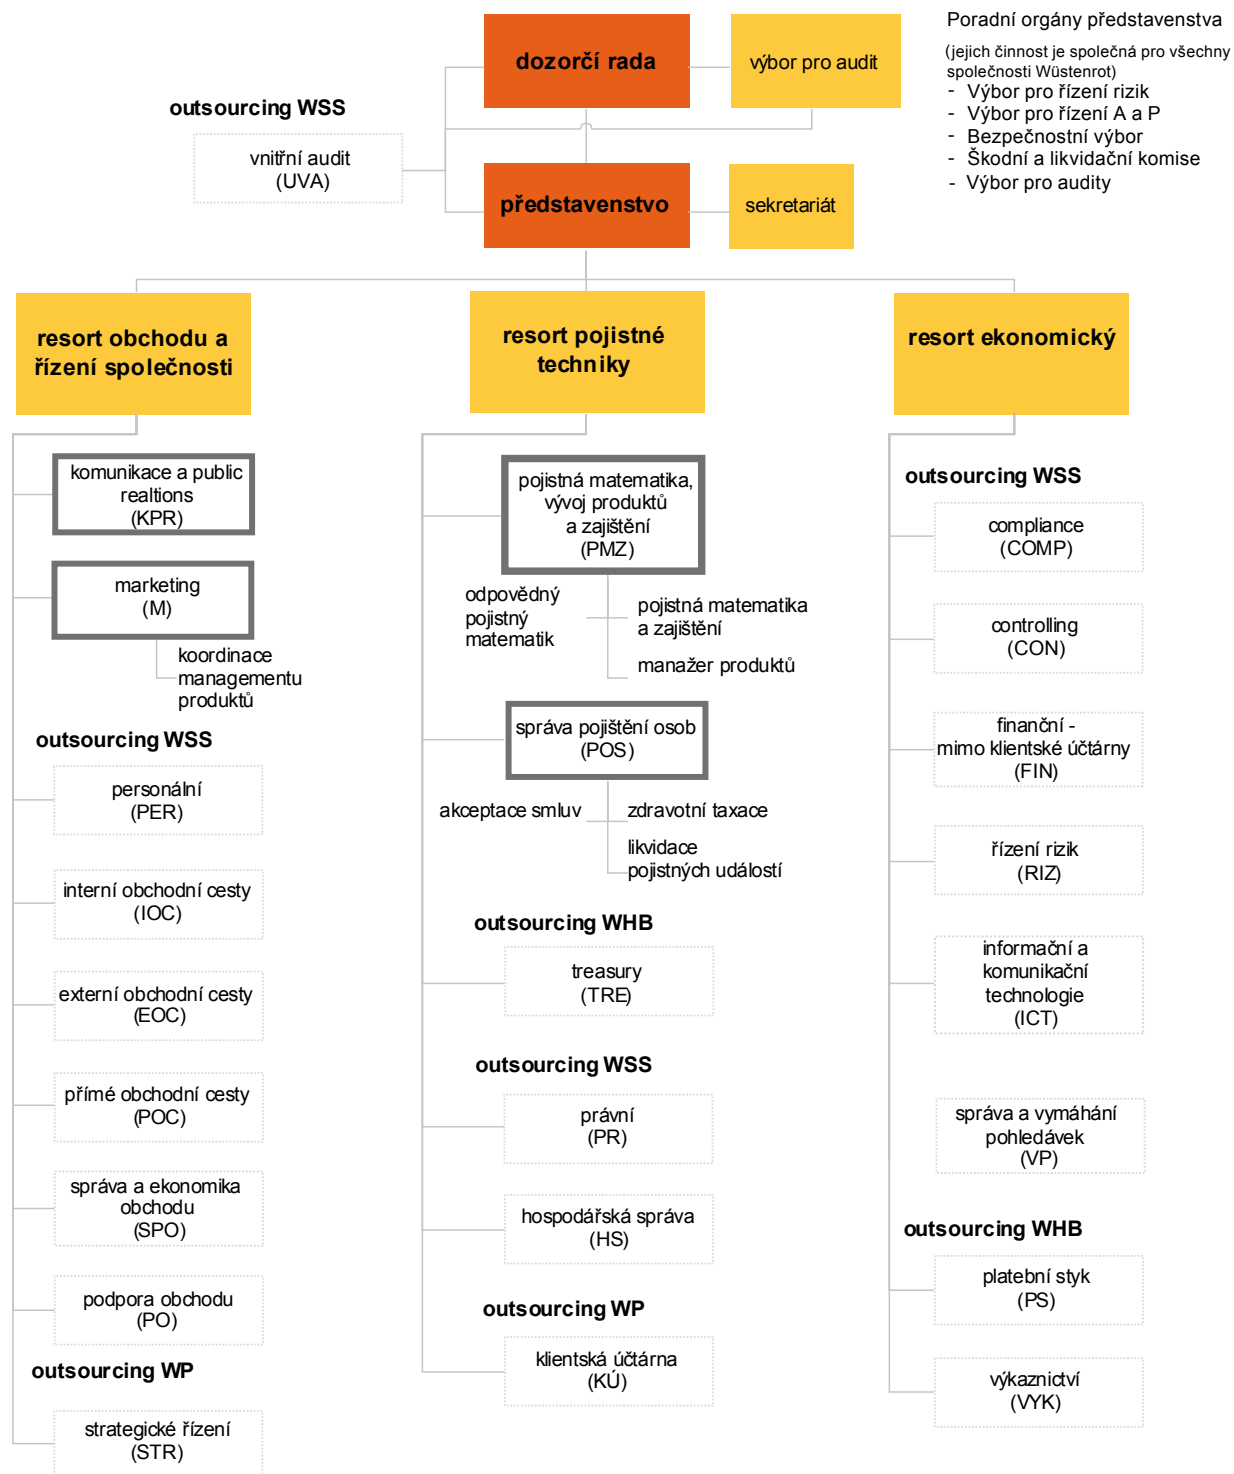 Poradní orgány představenstva
(jejich činnost je společná pro všechny
společnosti Wüstenrot)
- Výbor pro řízení rizik
- Výbor pro řízení A a P
- Bezpečnostní výbor
- Škodní a likvidační komise
- Výbor pro audity
dozorčí rada
výbor pro audit
outsourcing WSS
vnitřní audit
(UVA)
představenstvo
sekretariát
resort obchodu a
řízení společnosti
komunikace a public
realtions
(KPR)
marketing
(M)
koordinace
managementu
produktů
outsourcing WSS
personální
(PER)
interní obchodní cesty
(IOC)
externí obchodní cesty
(EOC)
přímé obchodní cesty
(POC)
správa a ekonomika
obchodu
(SPO)
podpora obchodu
(PO)
outsourcing WP
strategické řízení
(STR)
resort pojistné
techniky
pojistná matematika,
vývoj produktů
a zajištění
(PMZ)
odpovědný
pojistný
matematik
pojistná matematika
a zajištění
manažer produktů
správa pojištění osob
(POS)
akceptace smluv
zdravotní taxace
likvidace
pojistných událostí
outsourcing WHB
treasury
(TRE)
outsourcing WSS
právní
(PR)
hospodářská správa
(HS)
outsourcing WP
klientská účtárna
(KÚ)
resort ekonomický
outsourcing WSS
compliance
(COMP)
controlling
(CON)
finanční -
mimo klientské účtárny
(FIN)
řízení rizik
(RIZ)
informační a
komunikační
technologie
(ICT)
správa a vymáhání
pohledávek
(VP)
outsourcing WHB
platební styk
(PS)
výkaznictví
(VYK)